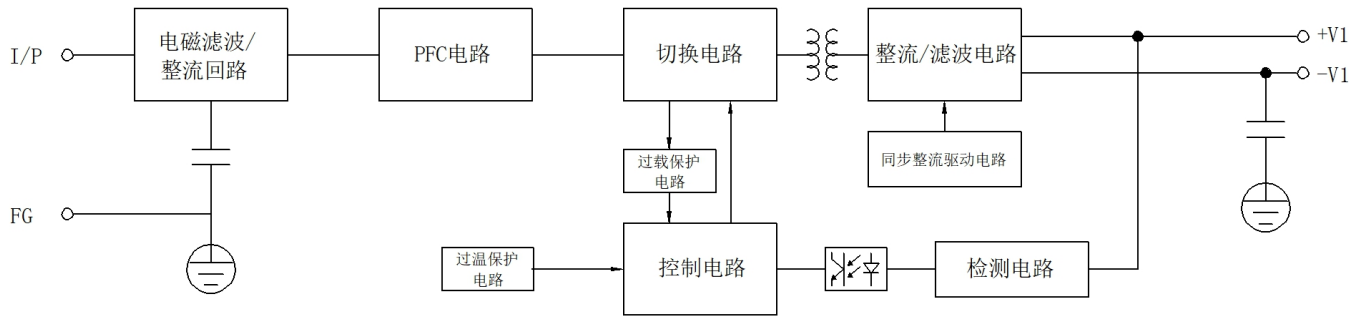 I/P
电磁滤波/
整流回路
PFC电路
切换电路
整流/滤波电路
+V1
-V1
过载保护
电路
同步整流驱动电路
FG
过温保护
电路
控制电路
检测电路